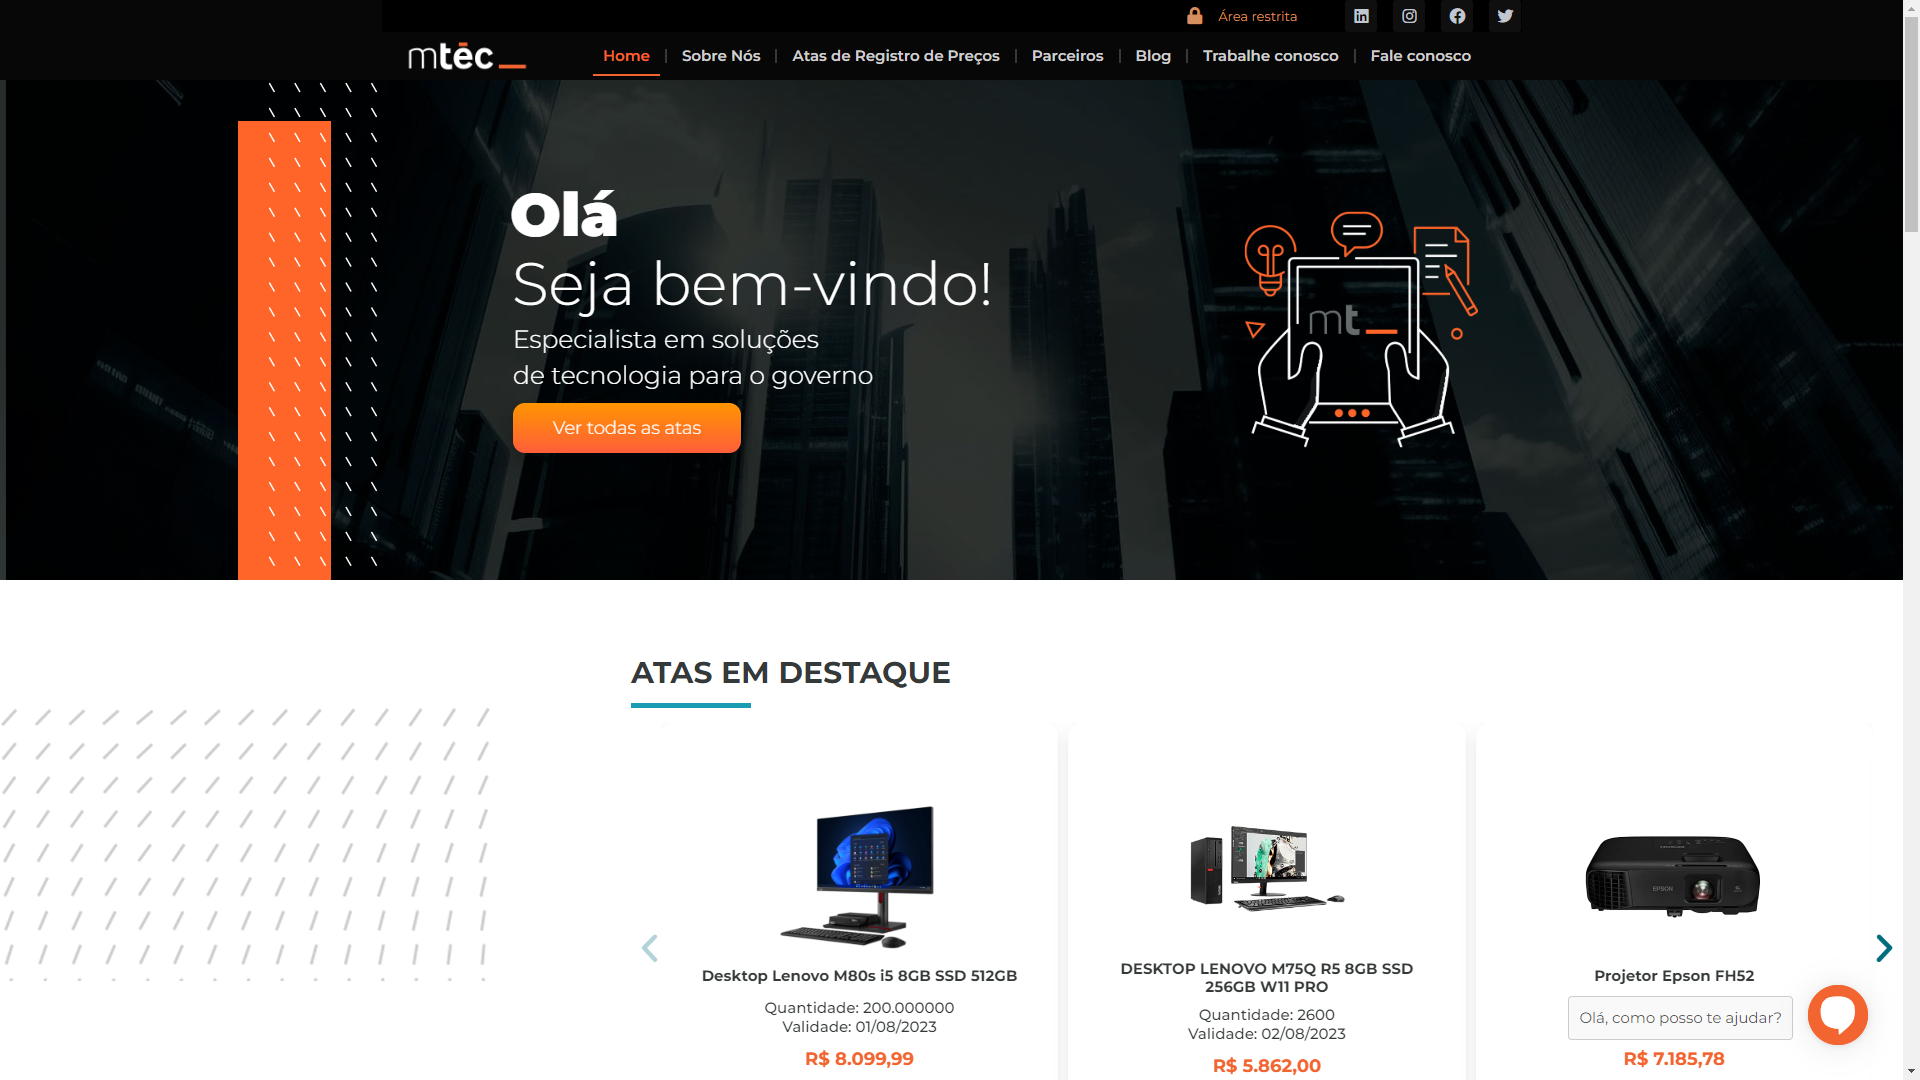 Área restrita
mtēc_
Home
Sobre Nós
Atas de Registro de Preços
Parceiros
Blog
Trabalhe conosco
Fale conosco
Olá
Seja bem-vindo!
Especialista em soluções
de tecnologia para o governo
Ver todas as atas
mt_
ATAS EM DESTAQUE
EPSON
Desktop Lenovo M80s i5 8GB SSD 512GB
Quantidade: 200.000000
Validade: 01/08/2023
R$ 8.099,99
DESKTOP LENOVO M75Q R5 8GB SSD
256GB W11 PRO
Quantidade: 2600
Validade: 02/08/2023
R$ 5.862,00
Projetor Epson FH52
Olá, como posso te ajudar?
R$ 7.185,78